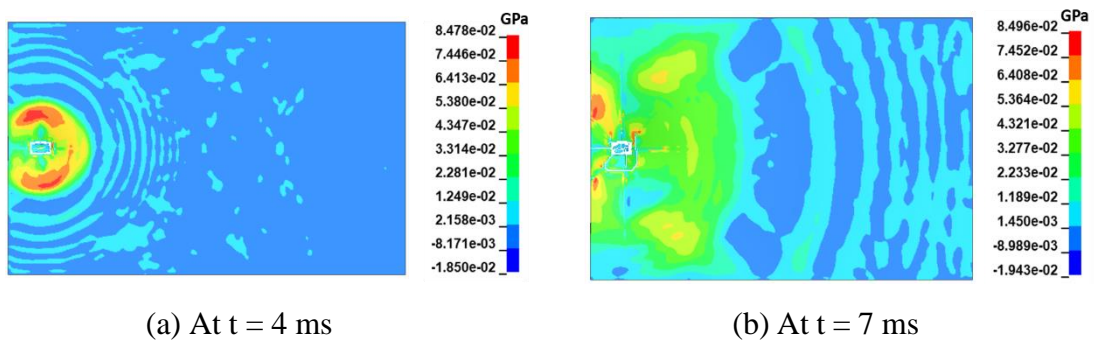 GPa
8.478e-02
7.446e-02
6.413e-02
5.380e-02
4.347e-02
3.314e-02
2.281e-02
1.249e-02
2.158e-03
-8.171e-03
-1.850e-02
(a) At t = 4 ms
GPa
8.496e-02
7.452e-02
6.408e-02
5.364e-02
4.321e-02
3.277e-02
2.233e-02
1.189e-02
1.450e-03
-8.989e-03
-1.943e-02
(b) At t = 7 ms